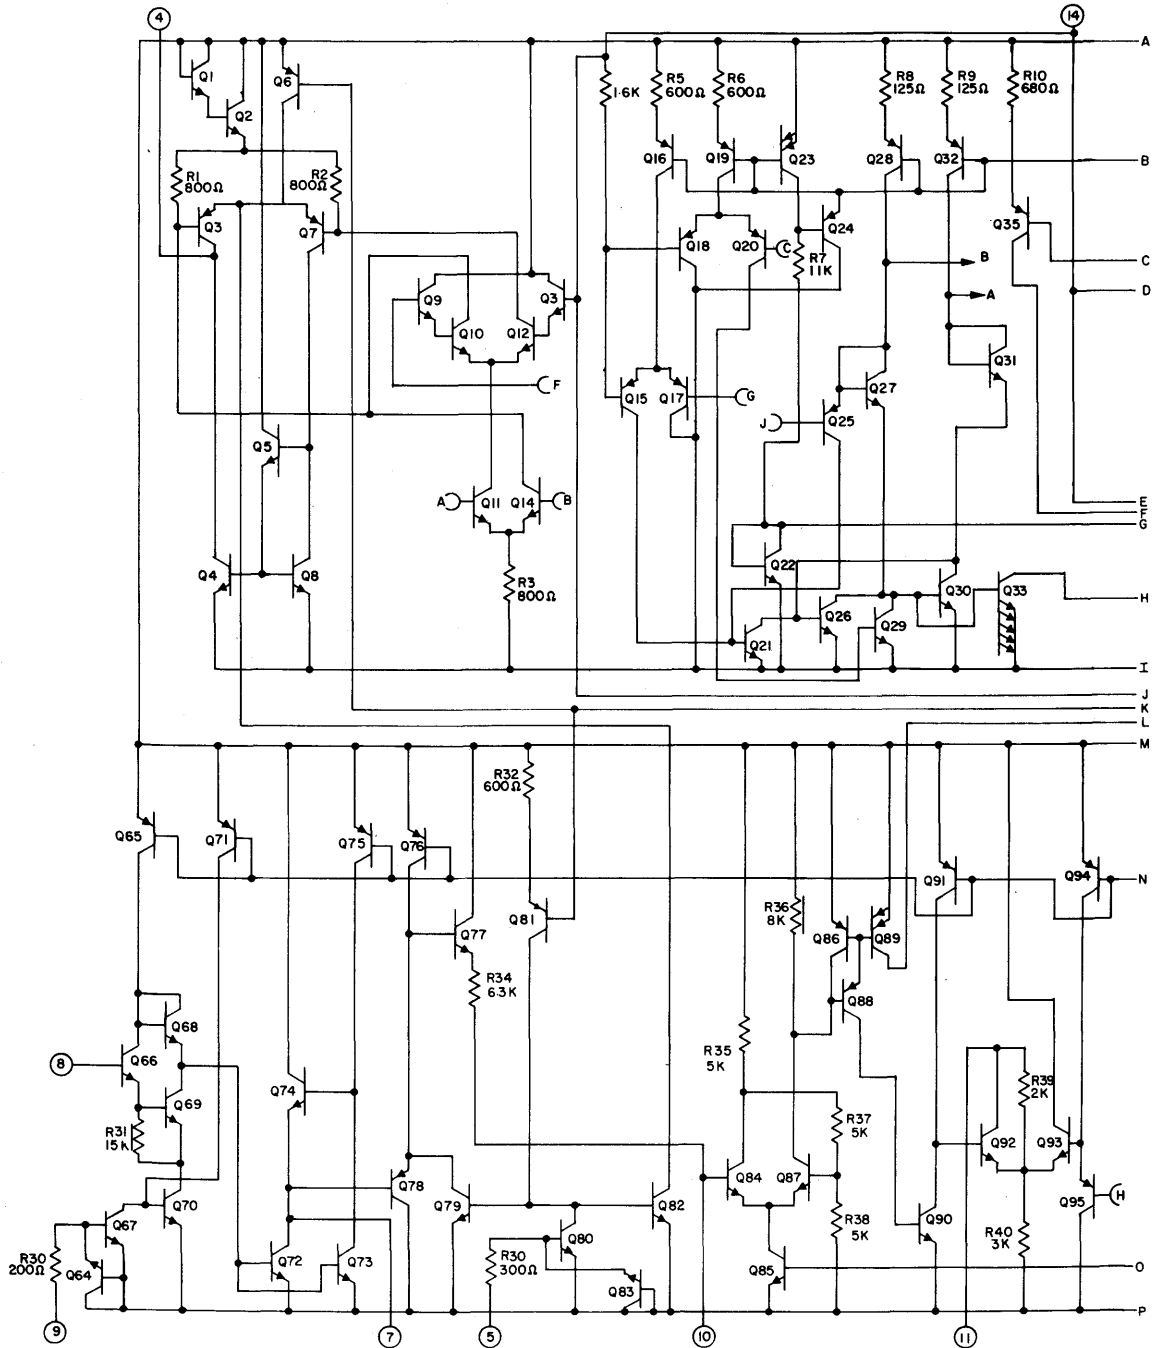 4
14
A
Q1
Q6
Q2
1.6K
R5
600Ω
R6
600Ω
R8
125Ω
R9
125Ω
R10
680Ω
Q16
Q19
Q23
Q28
Q32
B
R1
800Ω
R2
800Ω
Q3
Q7
Q18
Q20
C
Q24
R7
11K
Q35
B
C
A
D
Q9
Q10
Q12
Q3
F
Q31
Q15
Q17
G
J
Q25
Q27
Q5
A
Q11
Q14
B
E
F
G
Q4
Q8
R3
800Ω
Q22
Q21
Q26
Q29
Q30
Q33
H
I
J
K
L
M
R32
600Ω
Q65
Q71
Q75
Q76
Q91
Q94
N
Q81
Q77
R36
8K
Q86
Q89
R34
6.3K
Q88
Q68
8
Q66
R35
5K
Q74
Q69
R31
15K
R39
2K
R37
5K
Q92
Q93
Q84
Q87
Q78
Q79
Q82
Q95
H
Q70
Q67
R38
5K
Q90
R40
3K
Q80
R30
200Ω
Q64
Q72
Q73
R30
300Ω
Q83
Q85
O
P
9
7
5
10
11